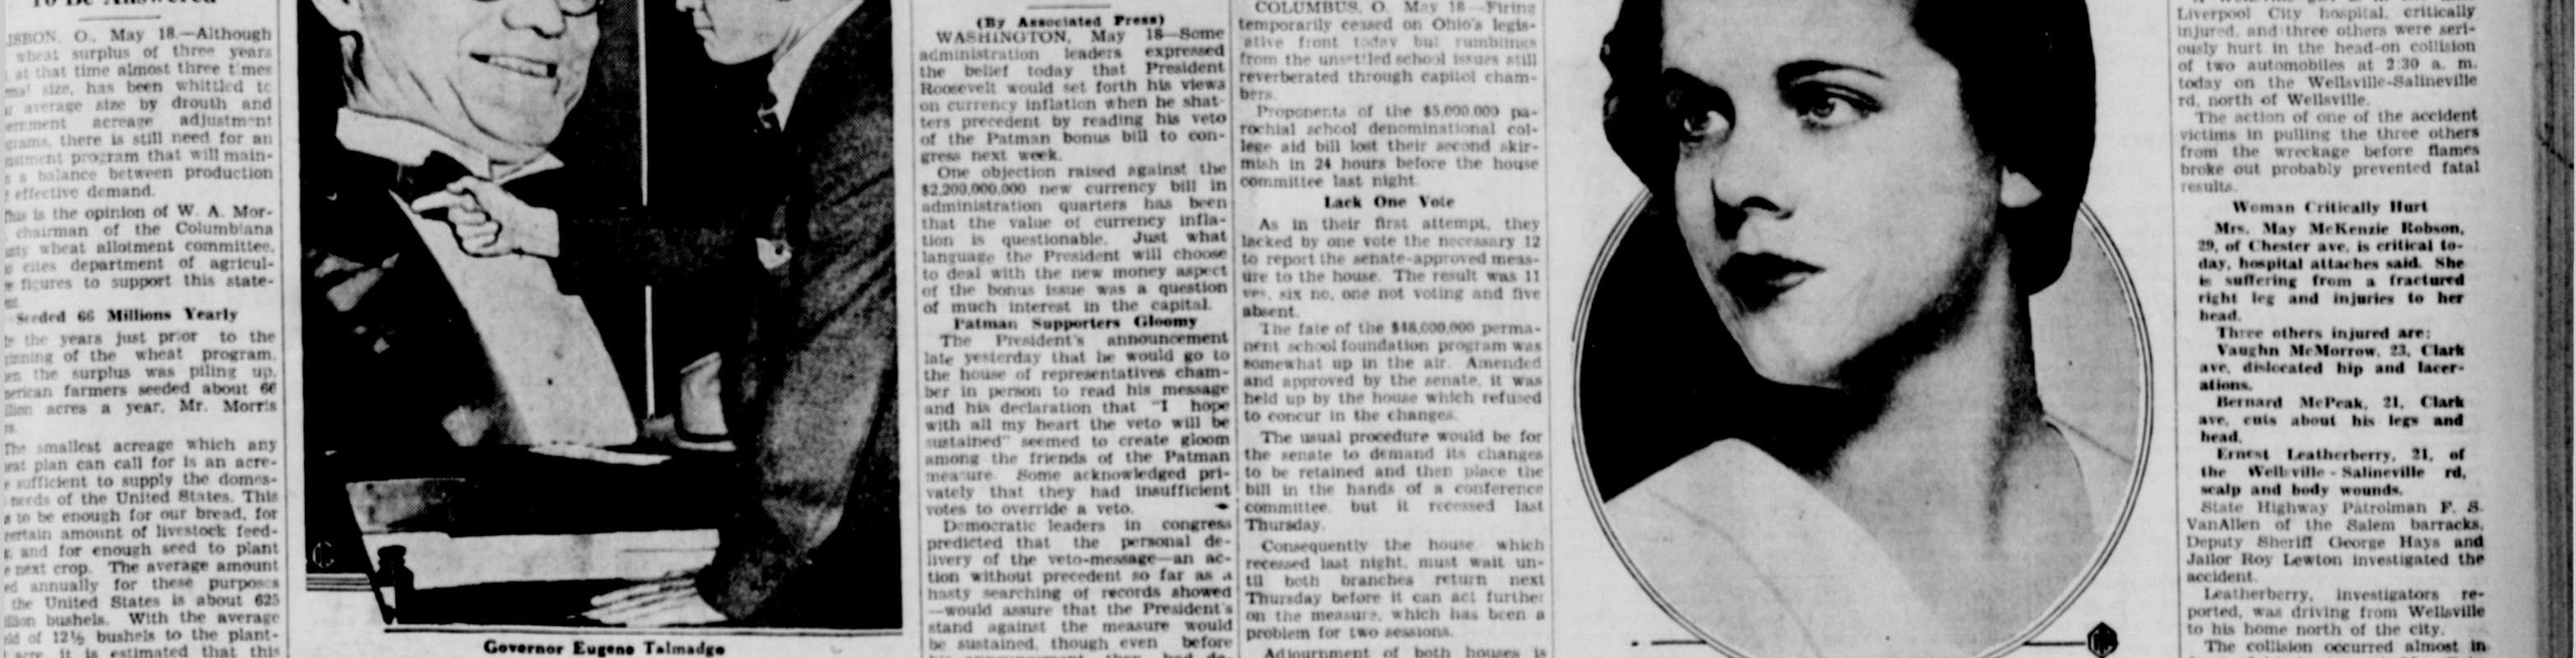 To Be Answered
ISBON, O., May 18.—Although
wheat surplus of three years
at that time almost three times
mal size, has been whittled to
average size by drouth and
ernment acreage adjustment
grams, there is still need for an
ustment program that will main-
a balance between production
effective demand.
This is the opinion of W. A. Mor-
chairman of the Columbiana
unty wheat allotment committee,
cites department of agricul-
figures to support this state-
ent.
Seeded 66 Millions Yearly
In the years just prior to the
ginning of the wheat program,
en the surplus was piling up,
merican farmers seeded about 66
llion acres a year, Mr. Morris
ys.
The smallest acreage which any
eat plan can call for is an acre-
sufficient to supply the domes-
needs of the United States. This
to be enough for our bread, for
certain amount of livestock feed-
and for enough seed to plant
e next crop. The average amount
ed annually for these purposes
the United States is about 625
llion bushels. With the average
ld of 12½ bushels to the plant-
acre it is estimated that this
Governor Eugene Talmadge
(By Associated Press)
WASHINGTON, May 18—Some
administration leaders expressed
the belief today that President
Roosevelt would set forth his views
on currency inflation when he shat-
ters precedent by reading his veto
of the Patman bonus bill to con-
gress next week.
One objection raised against the
$2,200,000,000 new currency bill in
administration quarters has been
that the value of currency infla-
tion is questionable. Just what
language the President will choose
to deal with the new money aspect
of the bonus issue was a question
of much interest in the capital.
Patman Supporters Gloomy
The President's announcement
late yesterday that he would go to
the house of representatives cham-
ber in person to read his message
and his declaration that "I hope
with all my heart the veto will be
sustained" seemed to create gloom
among the friends of the Patman
measure. Some acknowledged pri-
vately that they had insufficient
votes to override a veto.
Democratic leaders in congress
predicted that the personal de-
livery of the veto-message—an ac-
tion without precedent so far as a
hasty searching of records showed
—would assure that the President's
stand against the measure would
be sustained, though even before
COLUMBUS, O. May 18—Firing
temporarily ceased on Ohio's legis-
ative front today but rumblings
from the unsettled school issues still
reverberated through capitol cham-
bers.
Proponents of the $5,000,000 pa-
rochial school denominational col-
lege aid bill lost their second skir-
mish in 24 hours before the house
committee last night.
Lack One Vote
As in their first attempt, they
lacked by one vote the necessary 12
to report the senate-approved meas-
ure to the house. The result was 11
yes, six no, one not voting and five
absent.
The fate of the $48,000,000 perma-
nent school foundation program was
somewhat up in the air. Amended
and approved by the senate, it was
held up by the house which refused
to concur in the changes.
The usual procedure would be for
the senate to demand its changes
to be retained and then place the
bill in the hands of a conference
committee, but it recessed last
Thursday.
Consequently the house, which
recessed last night, must wait un-
til both branches return next
Thursday before it can act further
on the measure, which has been a
problem for two sessions.
Adjournment of both houses is
Liverpool City hospital, critically
injured, and three others were seri-
ously hurt in the head-on collision
of two automobiles at 2:30 a. m.
today on the Wellsville-Salineville
rd, north of Wellsville.
The action of one of the accident
victims in pulling the three others
from the wreckage before flames
broke out probably prevented fatal
results.
Woman Critically Hurt
Mrs. May McKenzie Robson,
29, of Chester ave, is critical to-
day, hospital attaches said. She
is suffering from a fractured
right leg and injuries to her
head.
Three others injured are:
Vaughn McMorrow, 23, Clark
ave, dislocated hip and lacer-
ations.
Bernard McPeak, 21, Clark
ave, cuts about his legs and
head.
Ernest Leatherberry, 21, of
the Wellsville - Salineville rd,
scalp and body wounds.
State Highway Patrolman F. S.
VanAllen of the Salem barracks,
Deputy Sheriff George Hays and
Jailor Roy Lewton investigated the
accident.
Leatherberry, investigators re-
ported, was driving from Wellsville
to his home north of the city.
The collision occurred almost in